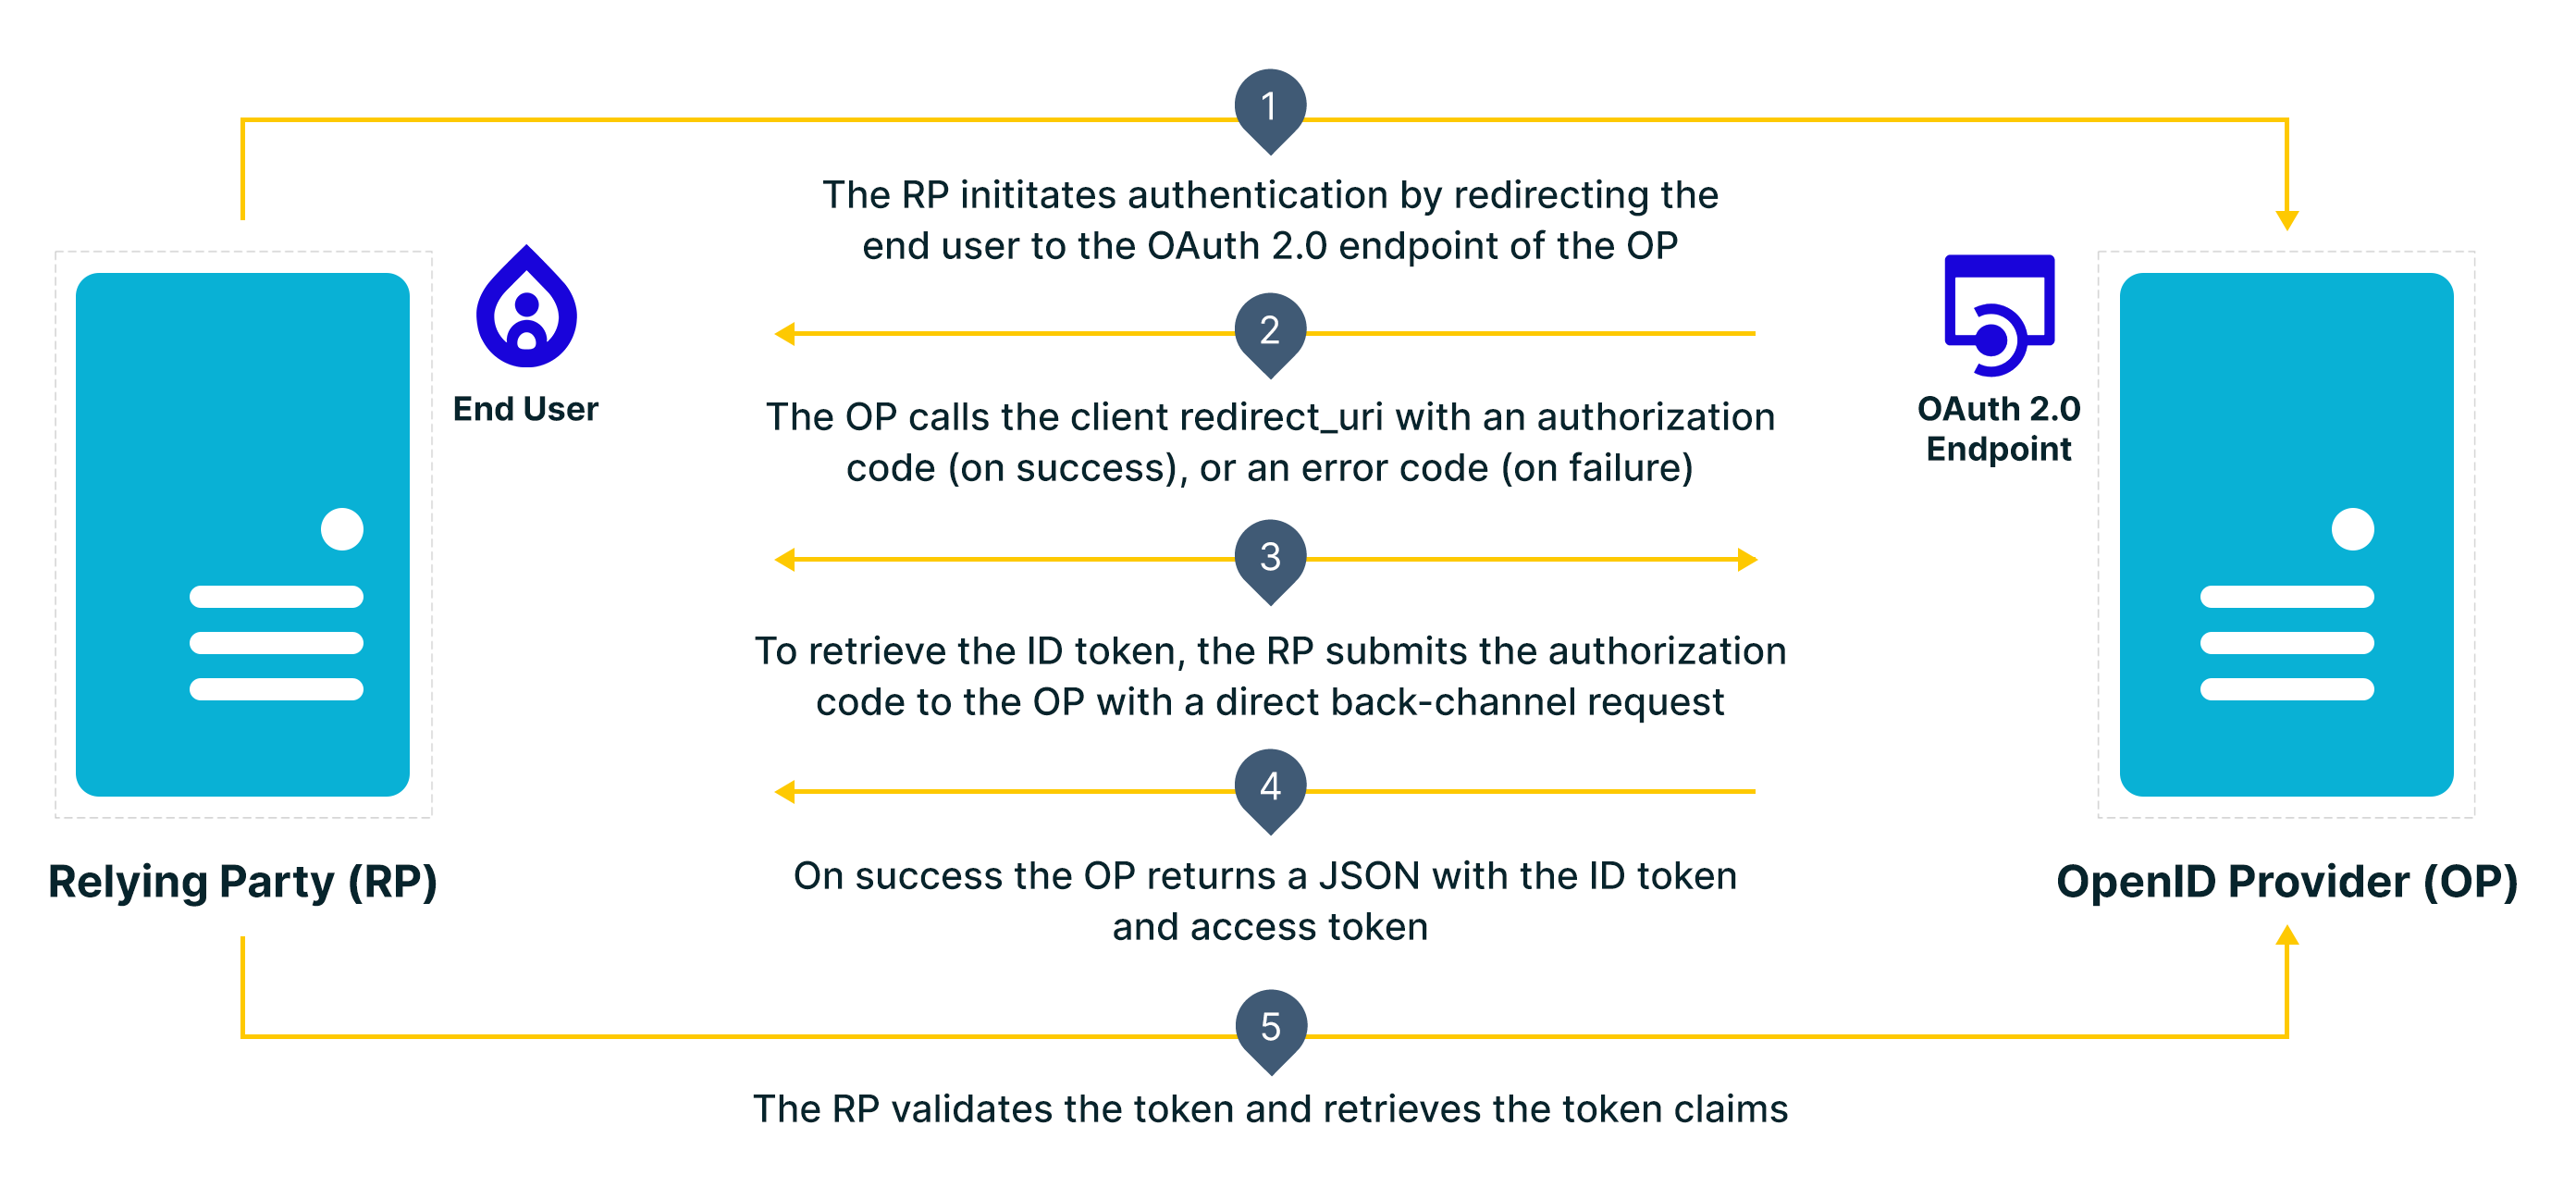 1
The RP inititates authentication by redirecting the
end user to the OAuth 2.0 endpoint of the OP
2
End User
OAuth 2.0
Endpoint
The OP calls the client redirect_uri with an authorization
code (on success), or an error code (on failure)
3
To retrieve the ID token, the RP submits the authorization
code to the OP with a direct back-channel request
4
Relying Party (RP)
OpenID Provider (OP)
On success the OP returns a JSON with the ID token
and access token
5
The RP validates the token and retrieves the token claims